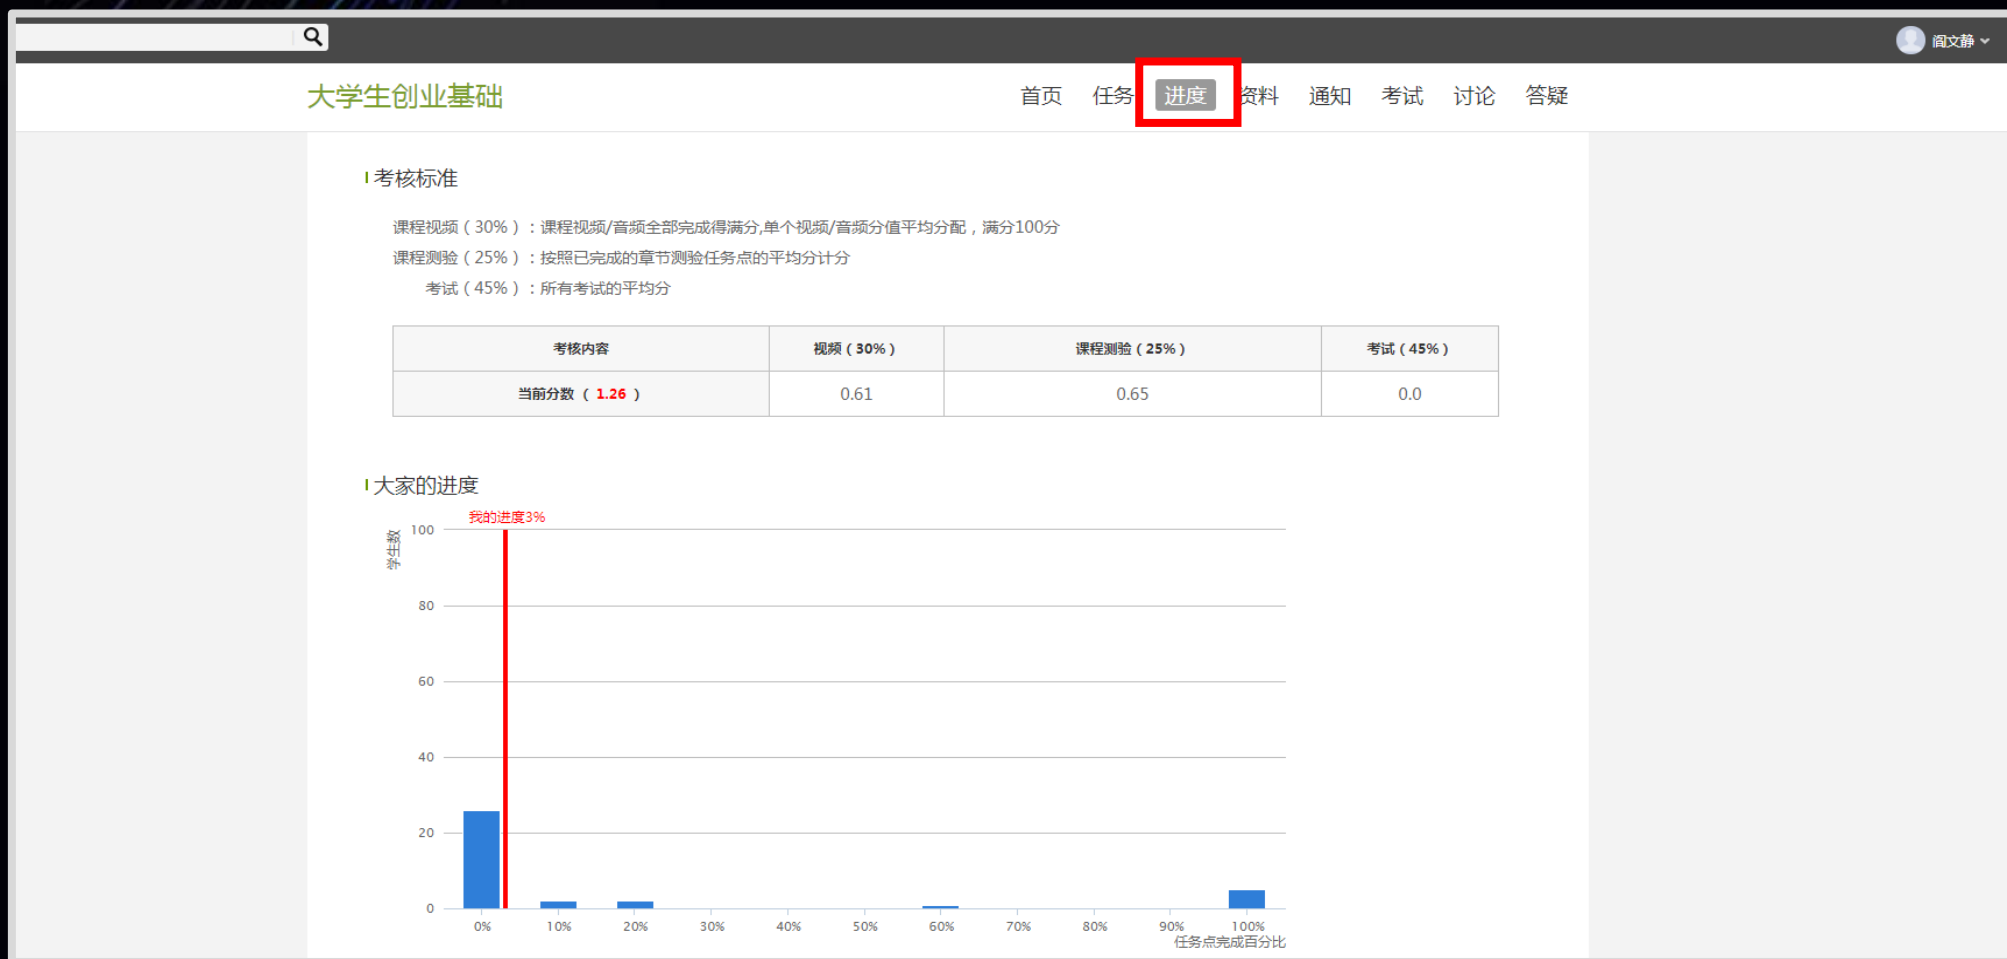 阎文静
大学生创业基础
首页 任务 进度 资料 通知 考试 讨论 答疑
考核标准
课程视频（30%）：课程视频/音频全部完成得满分,单个视频/音频分值平均分配，满分100分
课程测验（25%）：按照已完成的章节测验任务点的平均分计分
考试（45%）：所有考试的平均分
考核内容 视频（30%） 课程测验（25%） 考试（45%）
当前分数（ 1.26 ） 0.61 0.65 0.0
大家的进度
我的进度3%
学生数
100
80
60
40
20
0
0% 10% 20% 30% 40% 50% 60% 70% 80% 90% 100%
任务点完成百分比